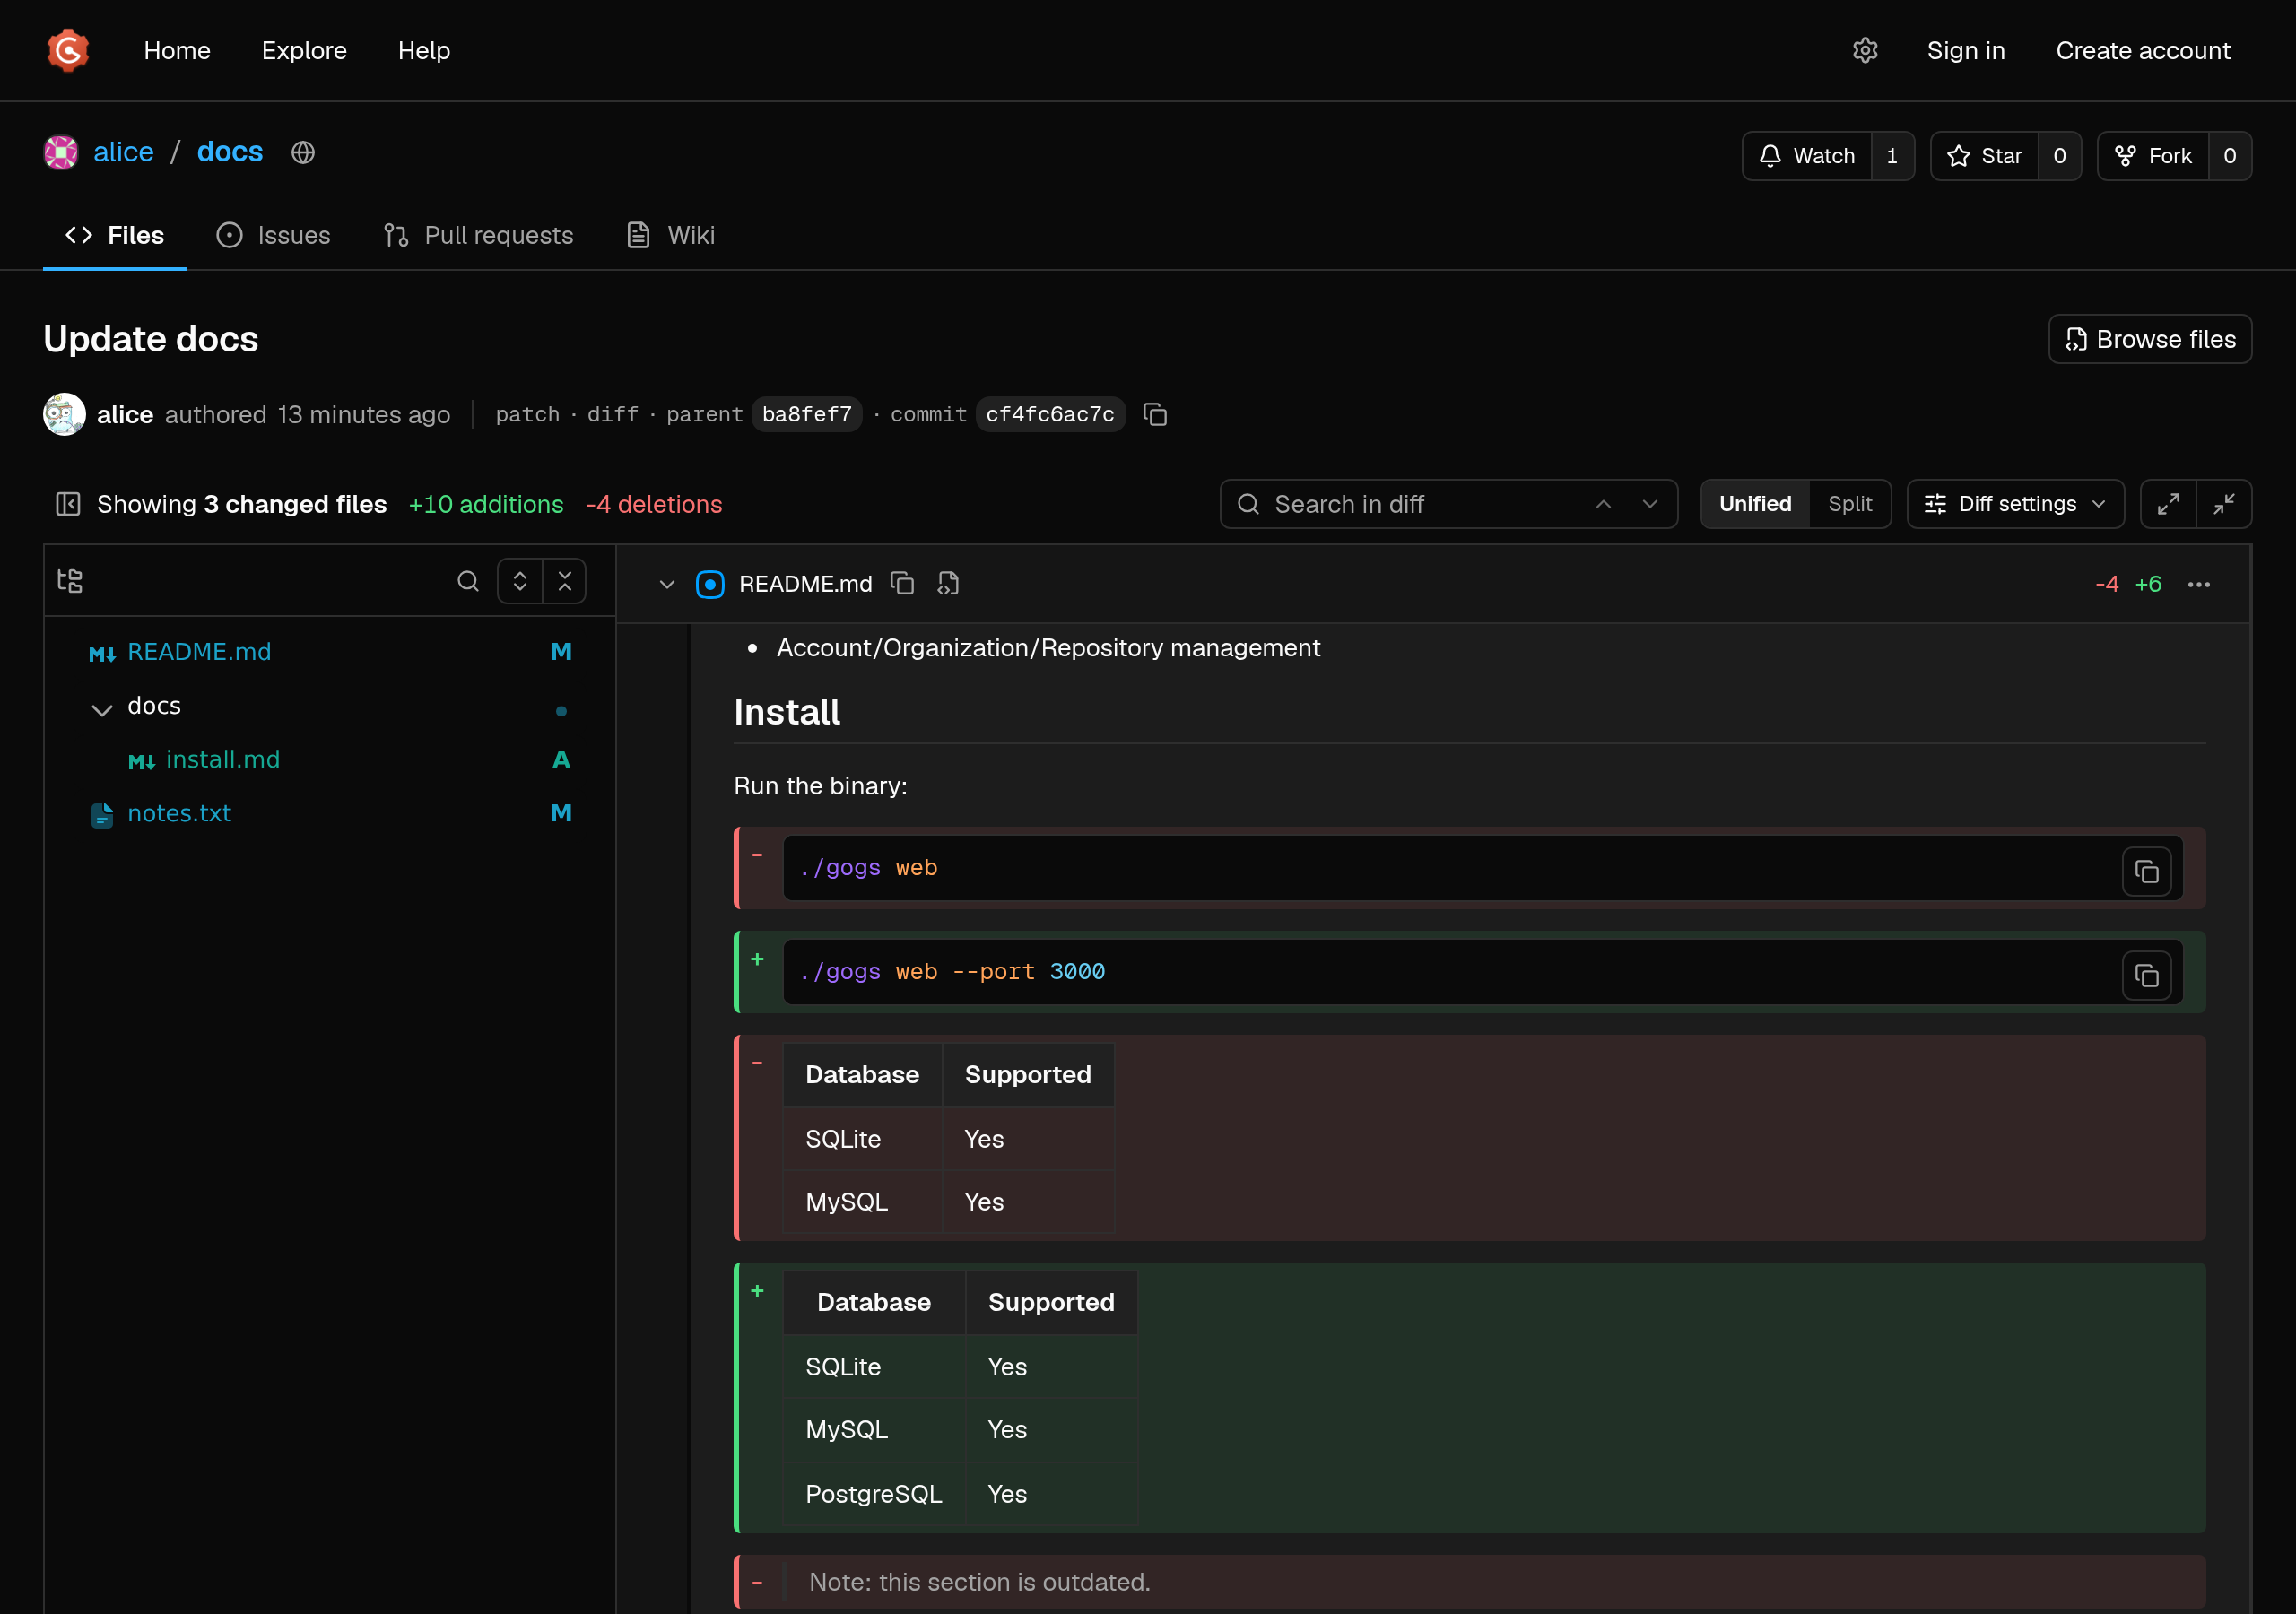 Home Explore Help Sign in Create account
alice / docs Watch 1 Star 0 Fork 0
Files Issues Pull requests Wiki
Update docs Browse files
alice authored 13 minutes ago patch · diff · parent ba8fef7 · commit cf4fc6ac7c
Showing 3 changed files +10 additions -4 deletions Search in diff Unified Split Diff settings
README.md -4 +6
README.md M
docs
install.md A
notes.txt M
• Account/Organization/Repository management
Install
Run the binary:
- ./gogs web
+ ./gogs web --port 3000
- Database Supported
SQLite Yes
MySQL Yes
+ Database Supported
SQLite Yes
MySQL Yes
PostgreSQL Yes
- Note: this section is outdated.